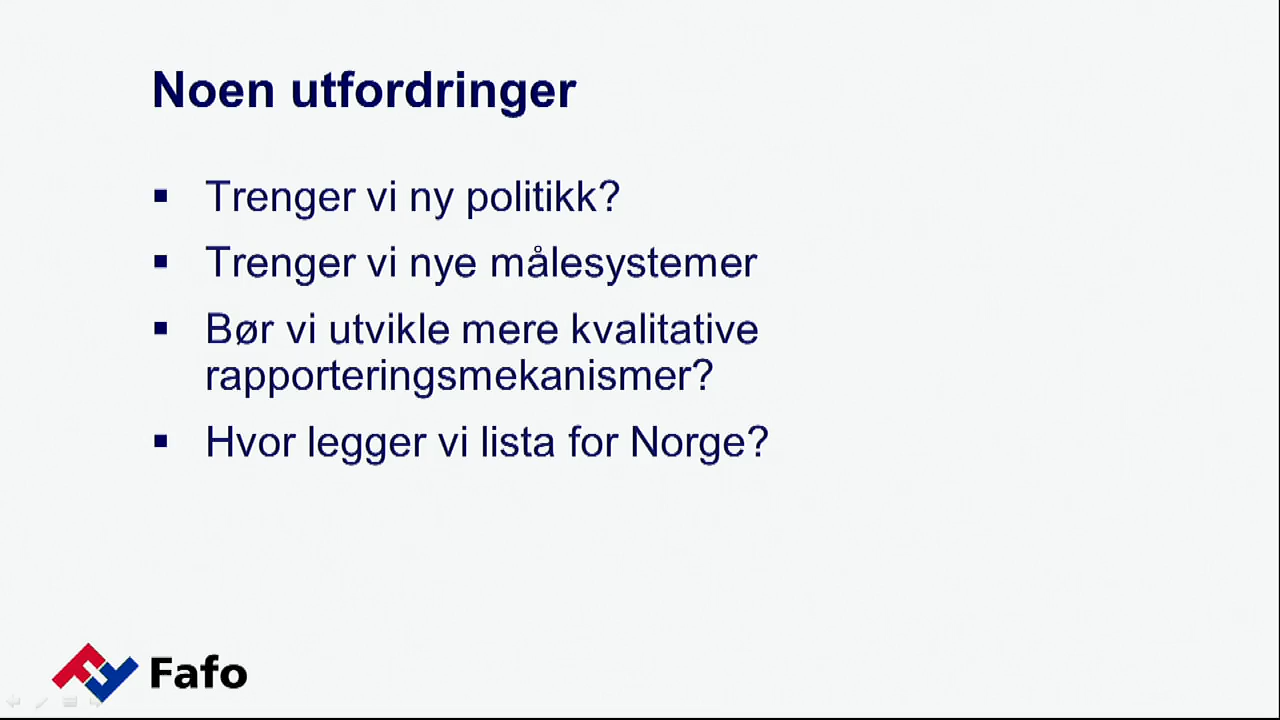 Noen utfordringer
▪ Trenger vi ny politikk?
▪ Trenger vi nye målesystemer
▪ Bør vi utvikle mere kvalitative
rapporteringsmekanismer?
▪ Hvor legger vi lista for Norge?
Fafo